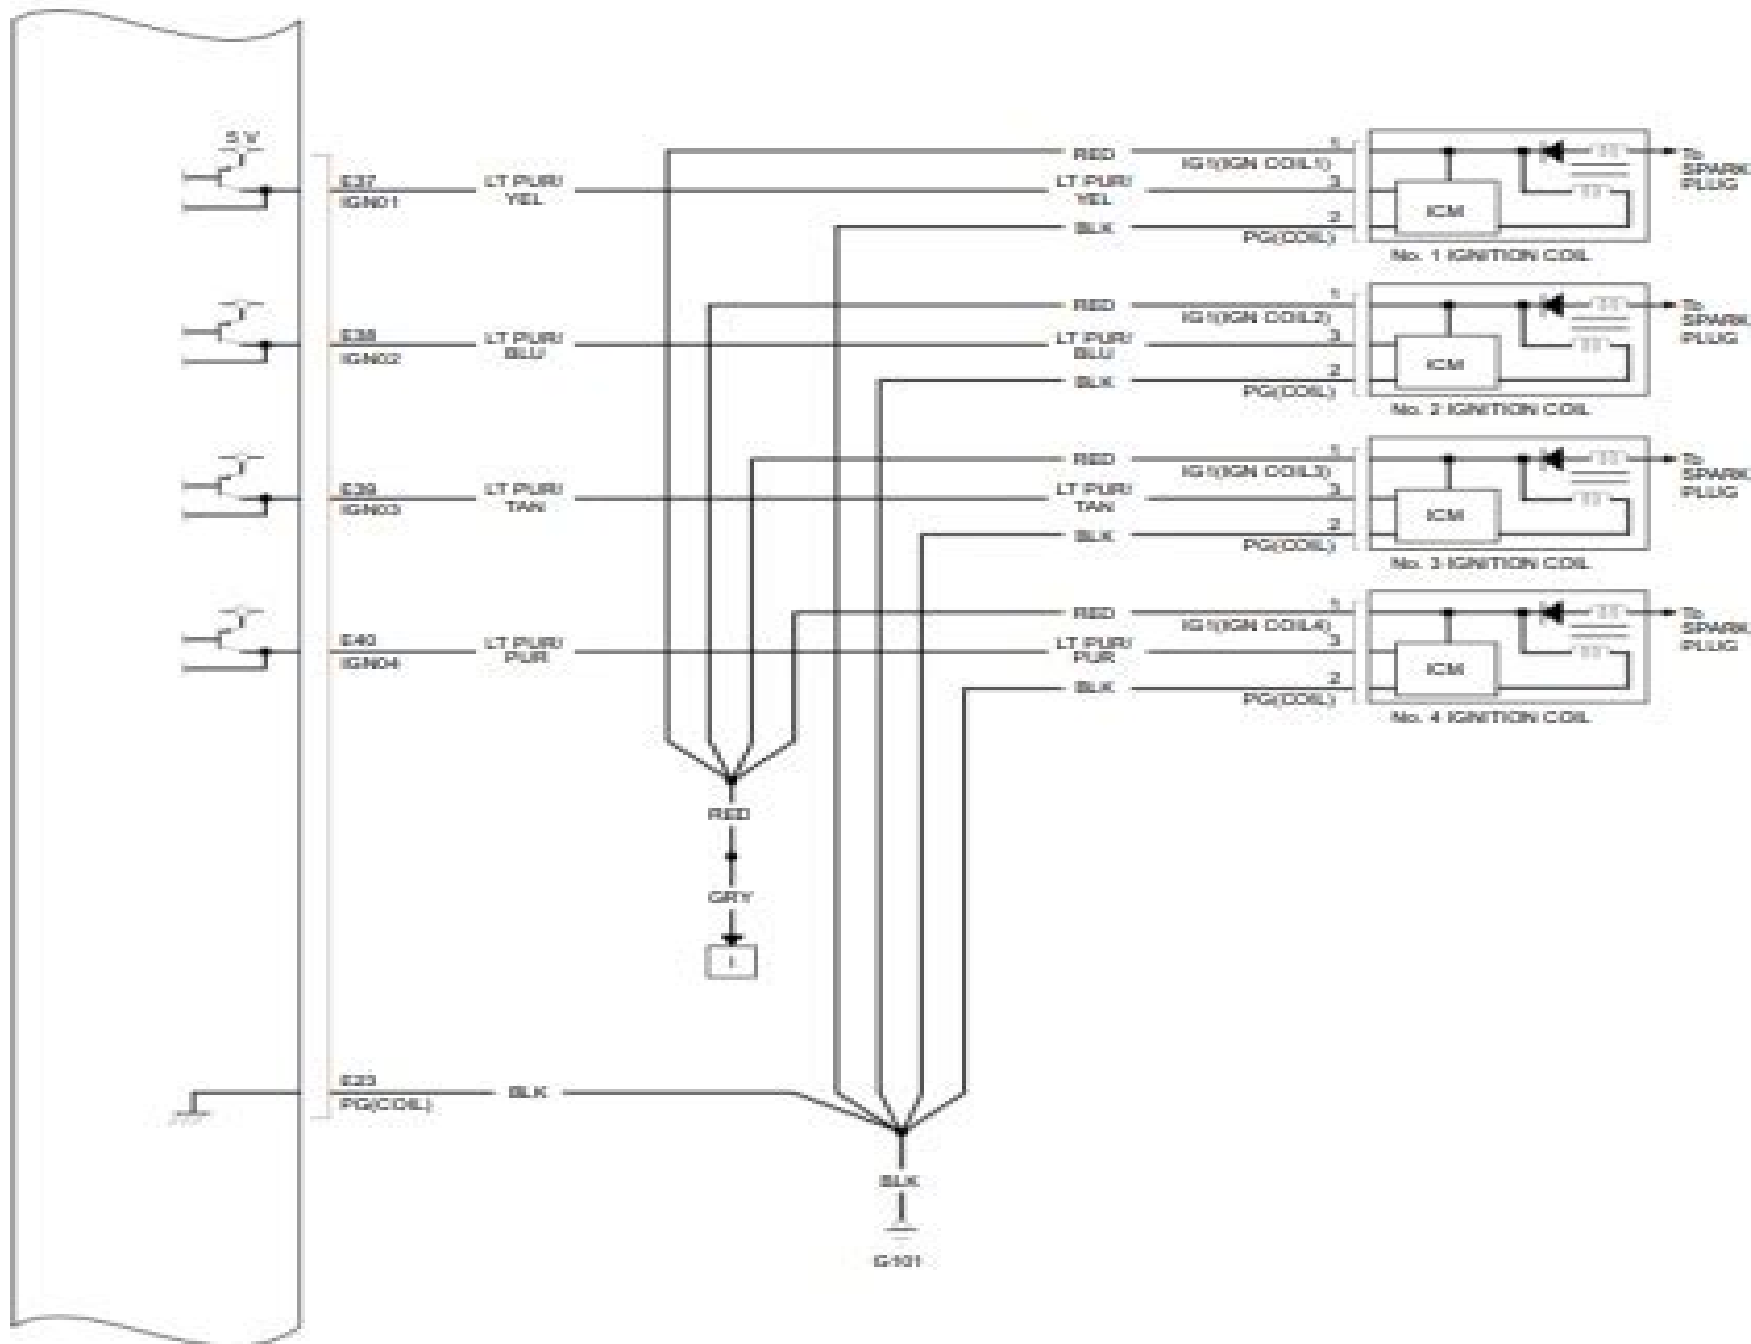 5 V
E37
IGN01
LT PUR/
YEL
RED
LT PUR/
YEL
BLK
1
IG1(IGN COIL1)
3
2
PG(COIL)
ICM
To
SPARK
PLUG
No. 1 IGNITION COIL
E38
IGN02
LT PUR/
BLU
RED
LT PUR/
BLU
BLK
1
IG1(IGN COIL2)
3
2
PG(COIL)
ICM
To
SPARK
PLUG
No. 2 IGNITION COIL
E39
IGN03
LT PUR/
TAN
RED
LT PUR/
TAN
BLK
1
IG1(IGN COIL3)
3
2
PG(COIL)
ICM
To
SPARK
PLUG
No. 3 IGNITION COIL
E40
IGN04
LT PUR/
PUR
RED
LT PUR/
PUR
BLK
1
IG1(IGN COIL4)
3
2
PG(COIL)
ICM
To
SPARK
PLUG
No. 4 IGNITION COIL
RED
GRY
E23
PG(COIL)
BLK
BLK
G101